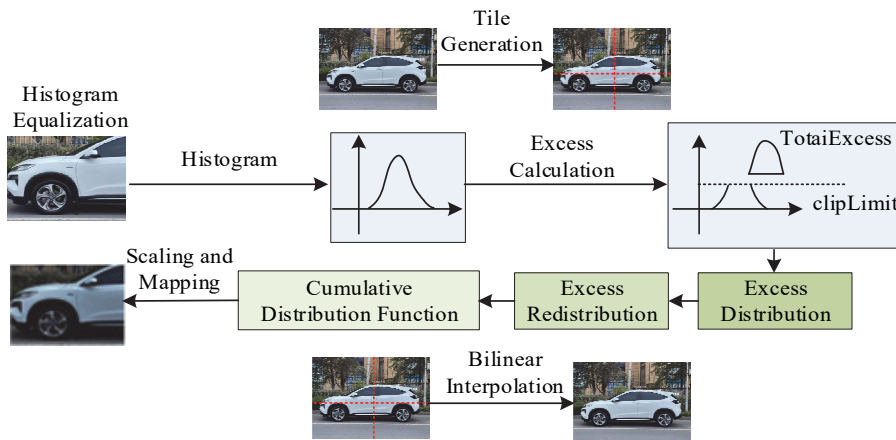 Tile
Generation
Histogram
Equalization
Histogram
Excess
Calculation
TotaiExcess
clipLimit
Scaling and
Mapping
Cumulative
Distribution Function
Excess
Redistribution
Excess
Distribution
Bilinear
Interpolation